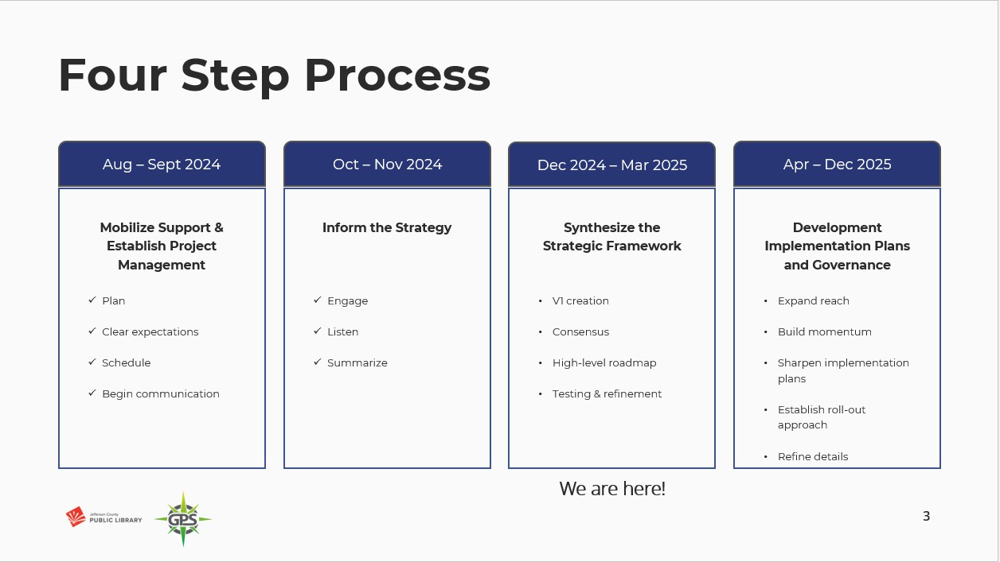 Four Step Process
Aug – Sept 2024
Mobilize Support &
Establish Project
Management
✓ Plan
✓ Clear expectations
✓ Schedule
✓ Begin communication
Oct – Nov 2024
Inform the Strategy
✓ Engage
✓ Listen
✓ Summarize
Dec 2024 – Mar 2025
Synthesize the
Strategic Framework
• V1 creation
• Consensus
• High-level roadmap
• Testing & refinement
Apr – Dec 2025
Development
Implementation Plans
and Governance
• Expand reach
• Build momentum
• Sharpen implementation
plans
• Establish roll-out
approach
• Refine details
We are here!
Jefferson County
PUBLIC LIBRARY
GPS
3